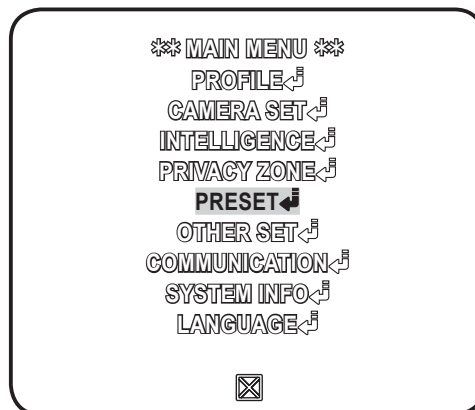 ** MAIN MENU **
PROFILE↲
CAMERA SET↲
INTELLIGENCE↲
PRIVACY ZONE↲
PRESET↲
OTHER SET↲
COMMUNICATION↲
SYSTEM INFO↲
LANGUAGE↲